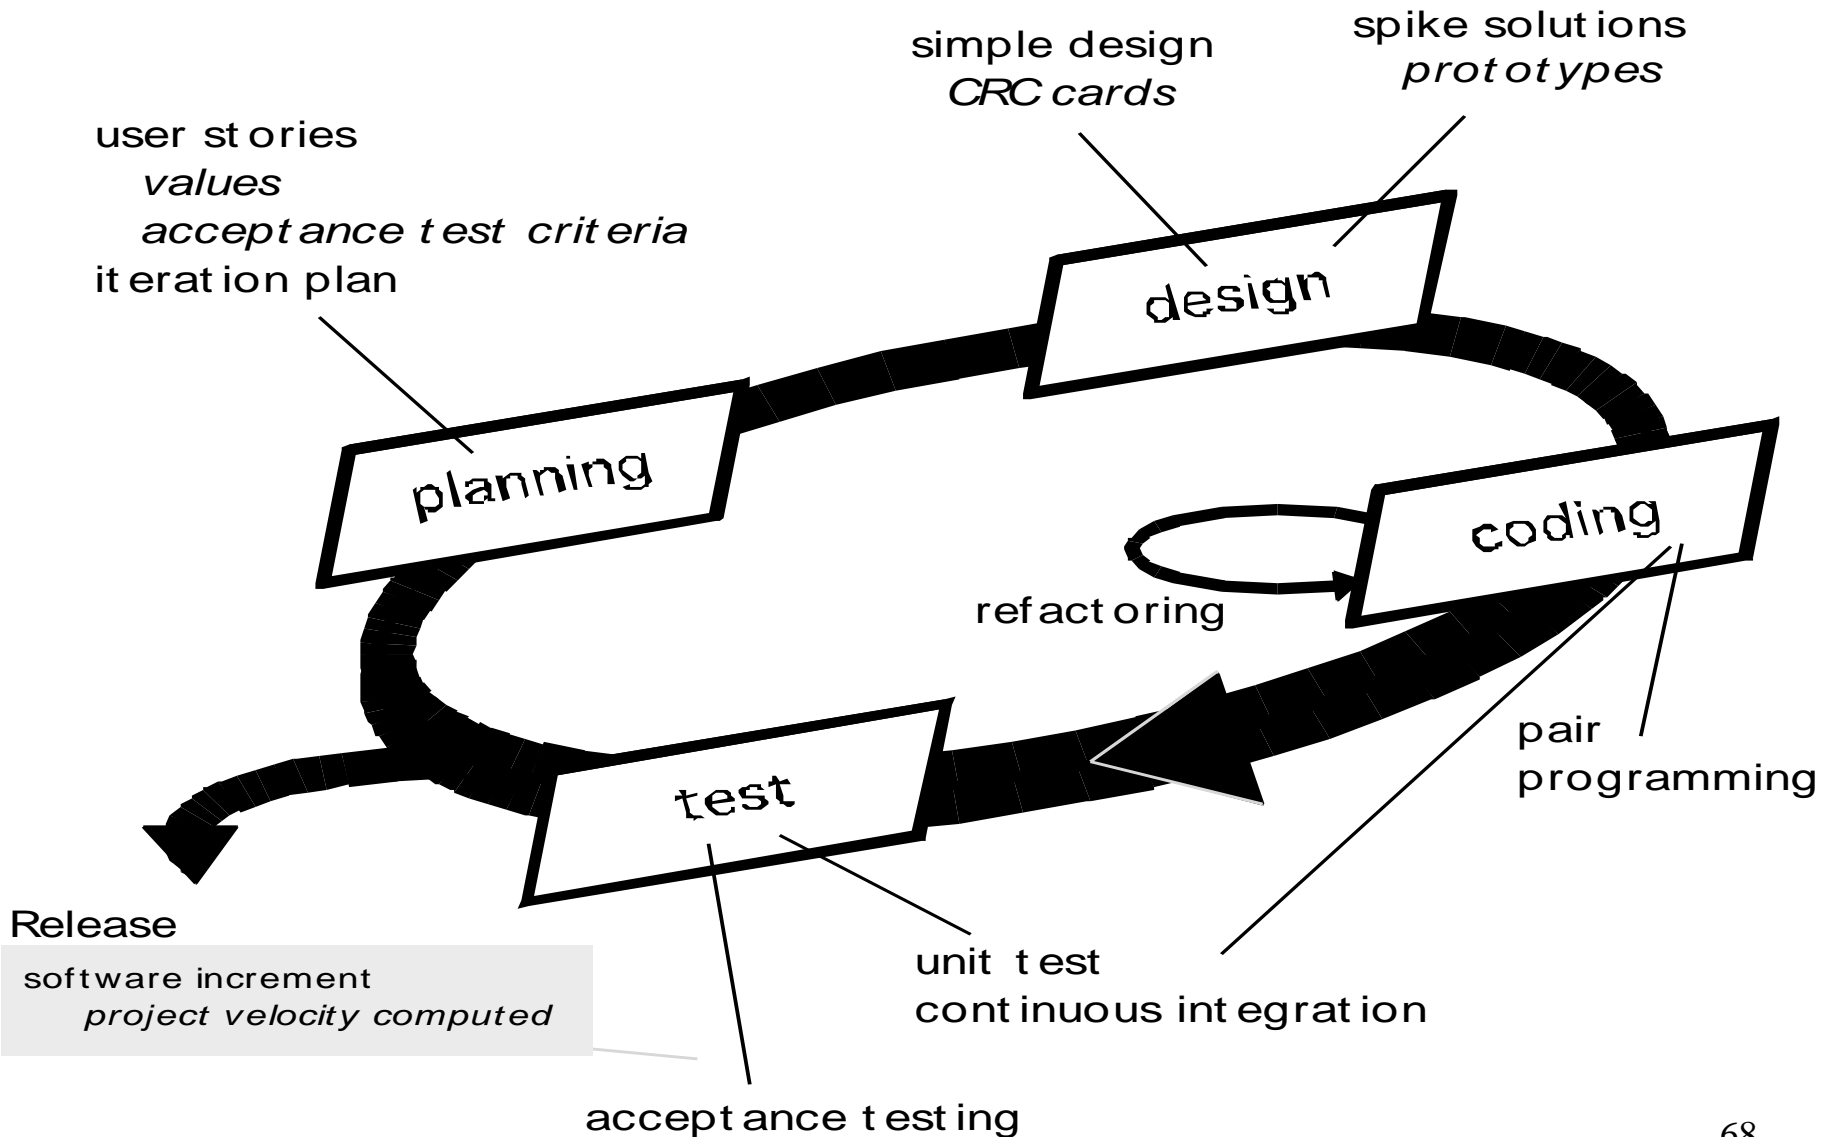 simple design
CRC cards
spike solutions
prototypes
user stories
values
acceptance test criteria
iteration plan
design
planning
coding
refactoring
pair
programming
test
Release
software increment
project velocity computed
unit test
continuous integration
acceptance testing
68